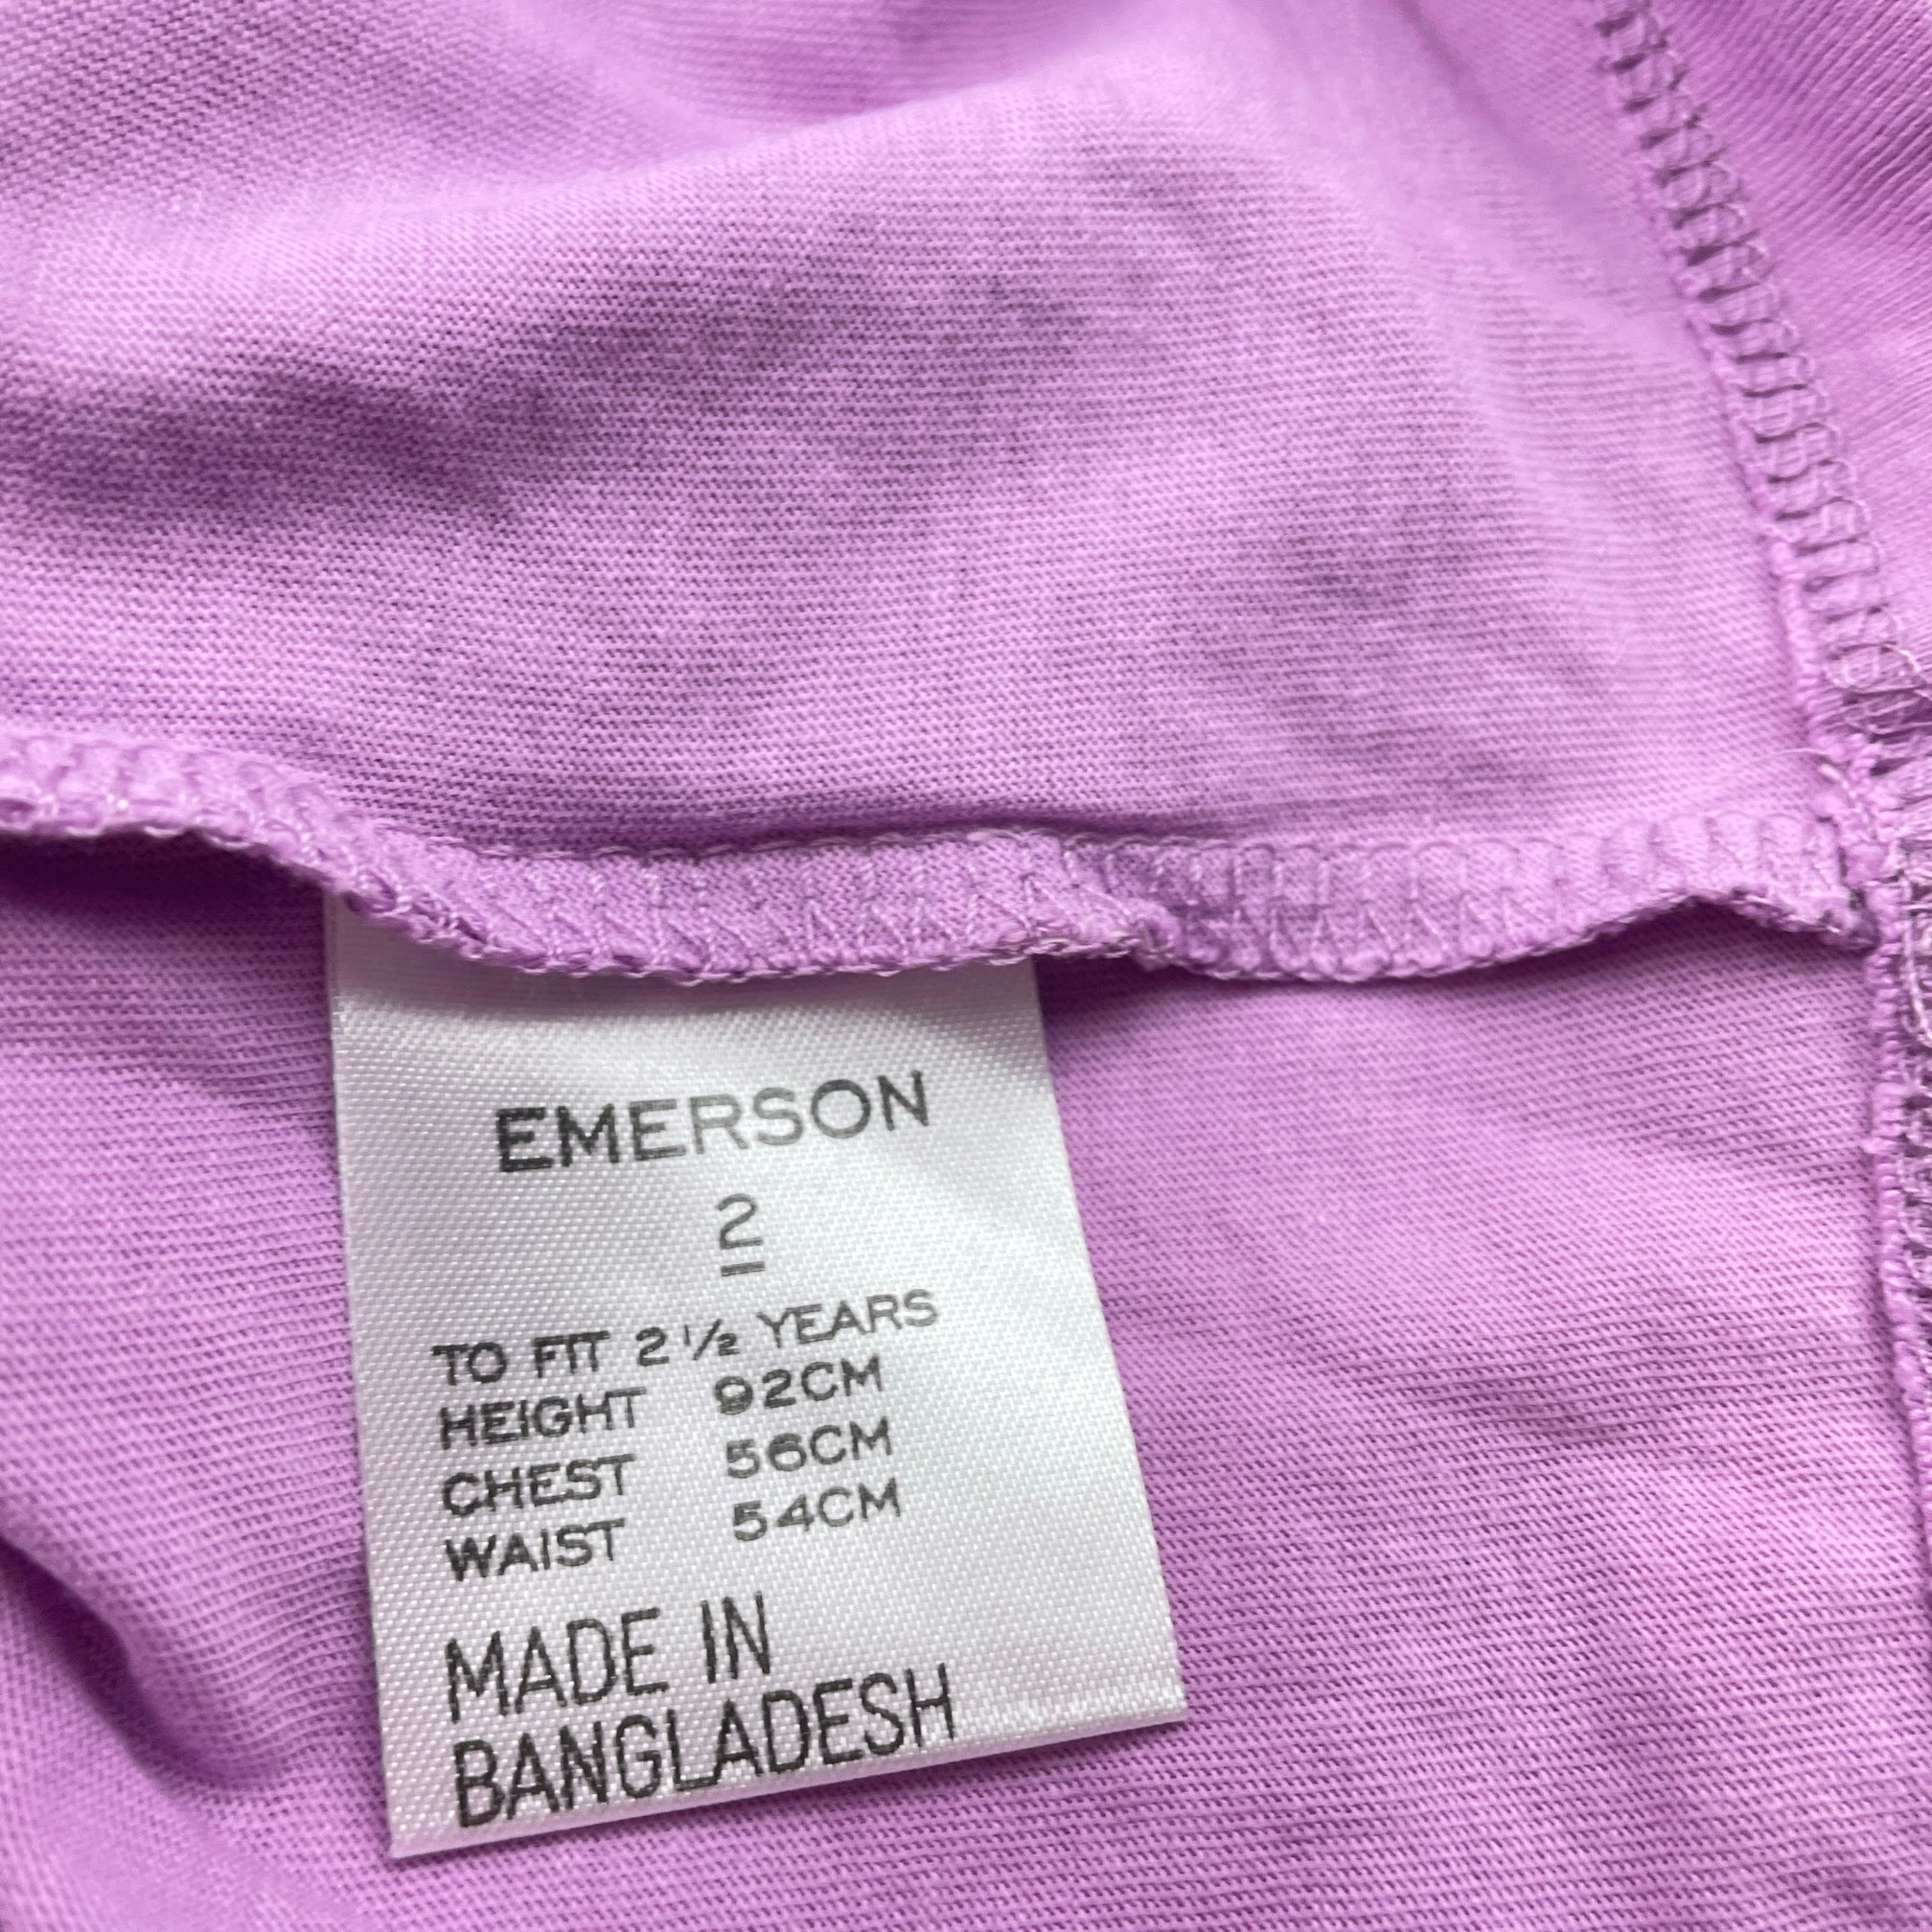 EMERSON
2
TO FIT 2 1/2 YEARS
HEIGHT 92CM
CHEST 56CM
WAIST 54CM
MADE IN
BANGLADESH